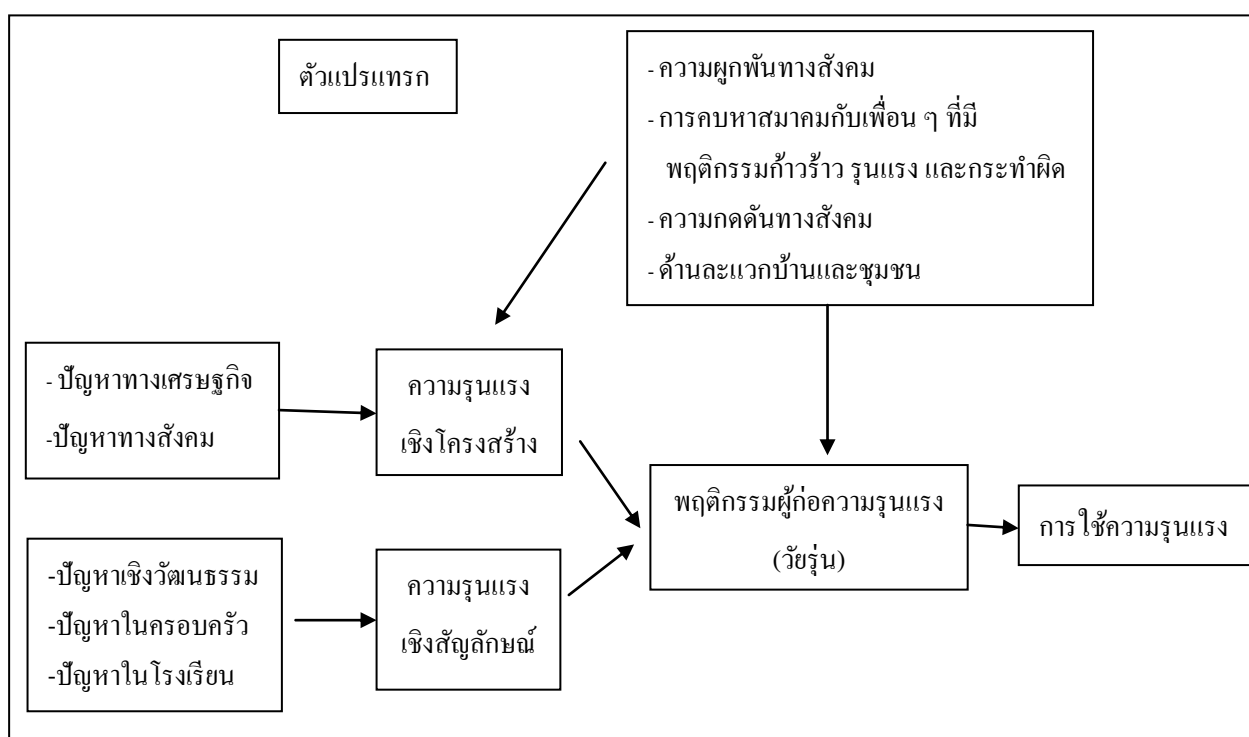 ตัวแปรแทรก
- ความผูกพันทางสังคม
- การคบหาสมาคมกับเพื่อน ๆ ที่มี
พฤติกรรมก้าวร้าว รุนแรง และกระทำผิด
- ความกดดันทางสังคม
- ด้านละแวกบ้านและชุมชน
- ปัญหาทางเศรษฐกิจ
-ปัญหาทางสังคม
ความรุนแรง
เชิงโครงสร้าง
พฤติกรรมผู้ก่อความรุนแรง
(วัยรุ่น)
การใช้ความรุนแรง
-ปัญหาเชิงวัฒนธรรม
-ปัญหาในครอบครัว
-ปัญหาในโรงเรียน
ความรุนแรง
เชิงสัญลักษณ์